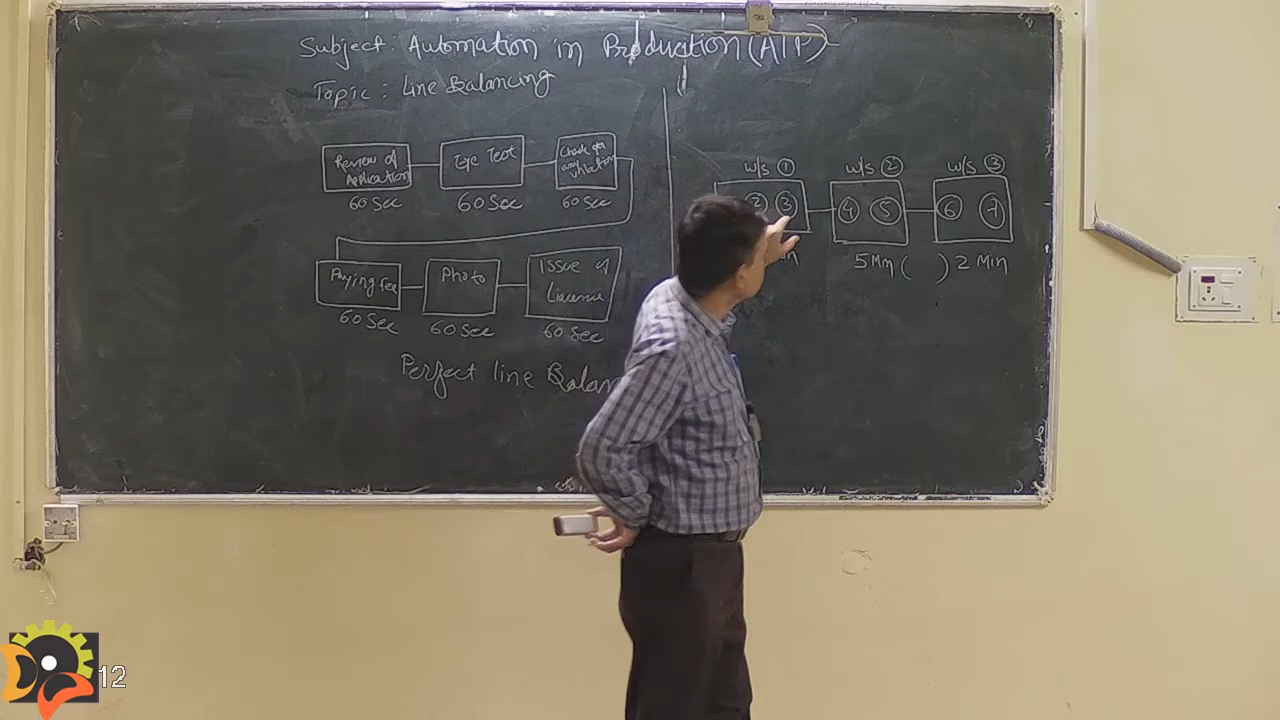 Subject: Automation in Production (AIP)
Topic: Line Balancing
Review of Application
60 Sec
Eye Test
60 Sec
Check for any
60 Sec
Paying Fee
60 Sec
Photo
60 Sec
Issue of
60 Sec
Perfect line Balan
W/S ①
② ③
W/S ②
④ ⑤
5 Min ( )
W/S ③
⑥ ⑦
2 Min
12